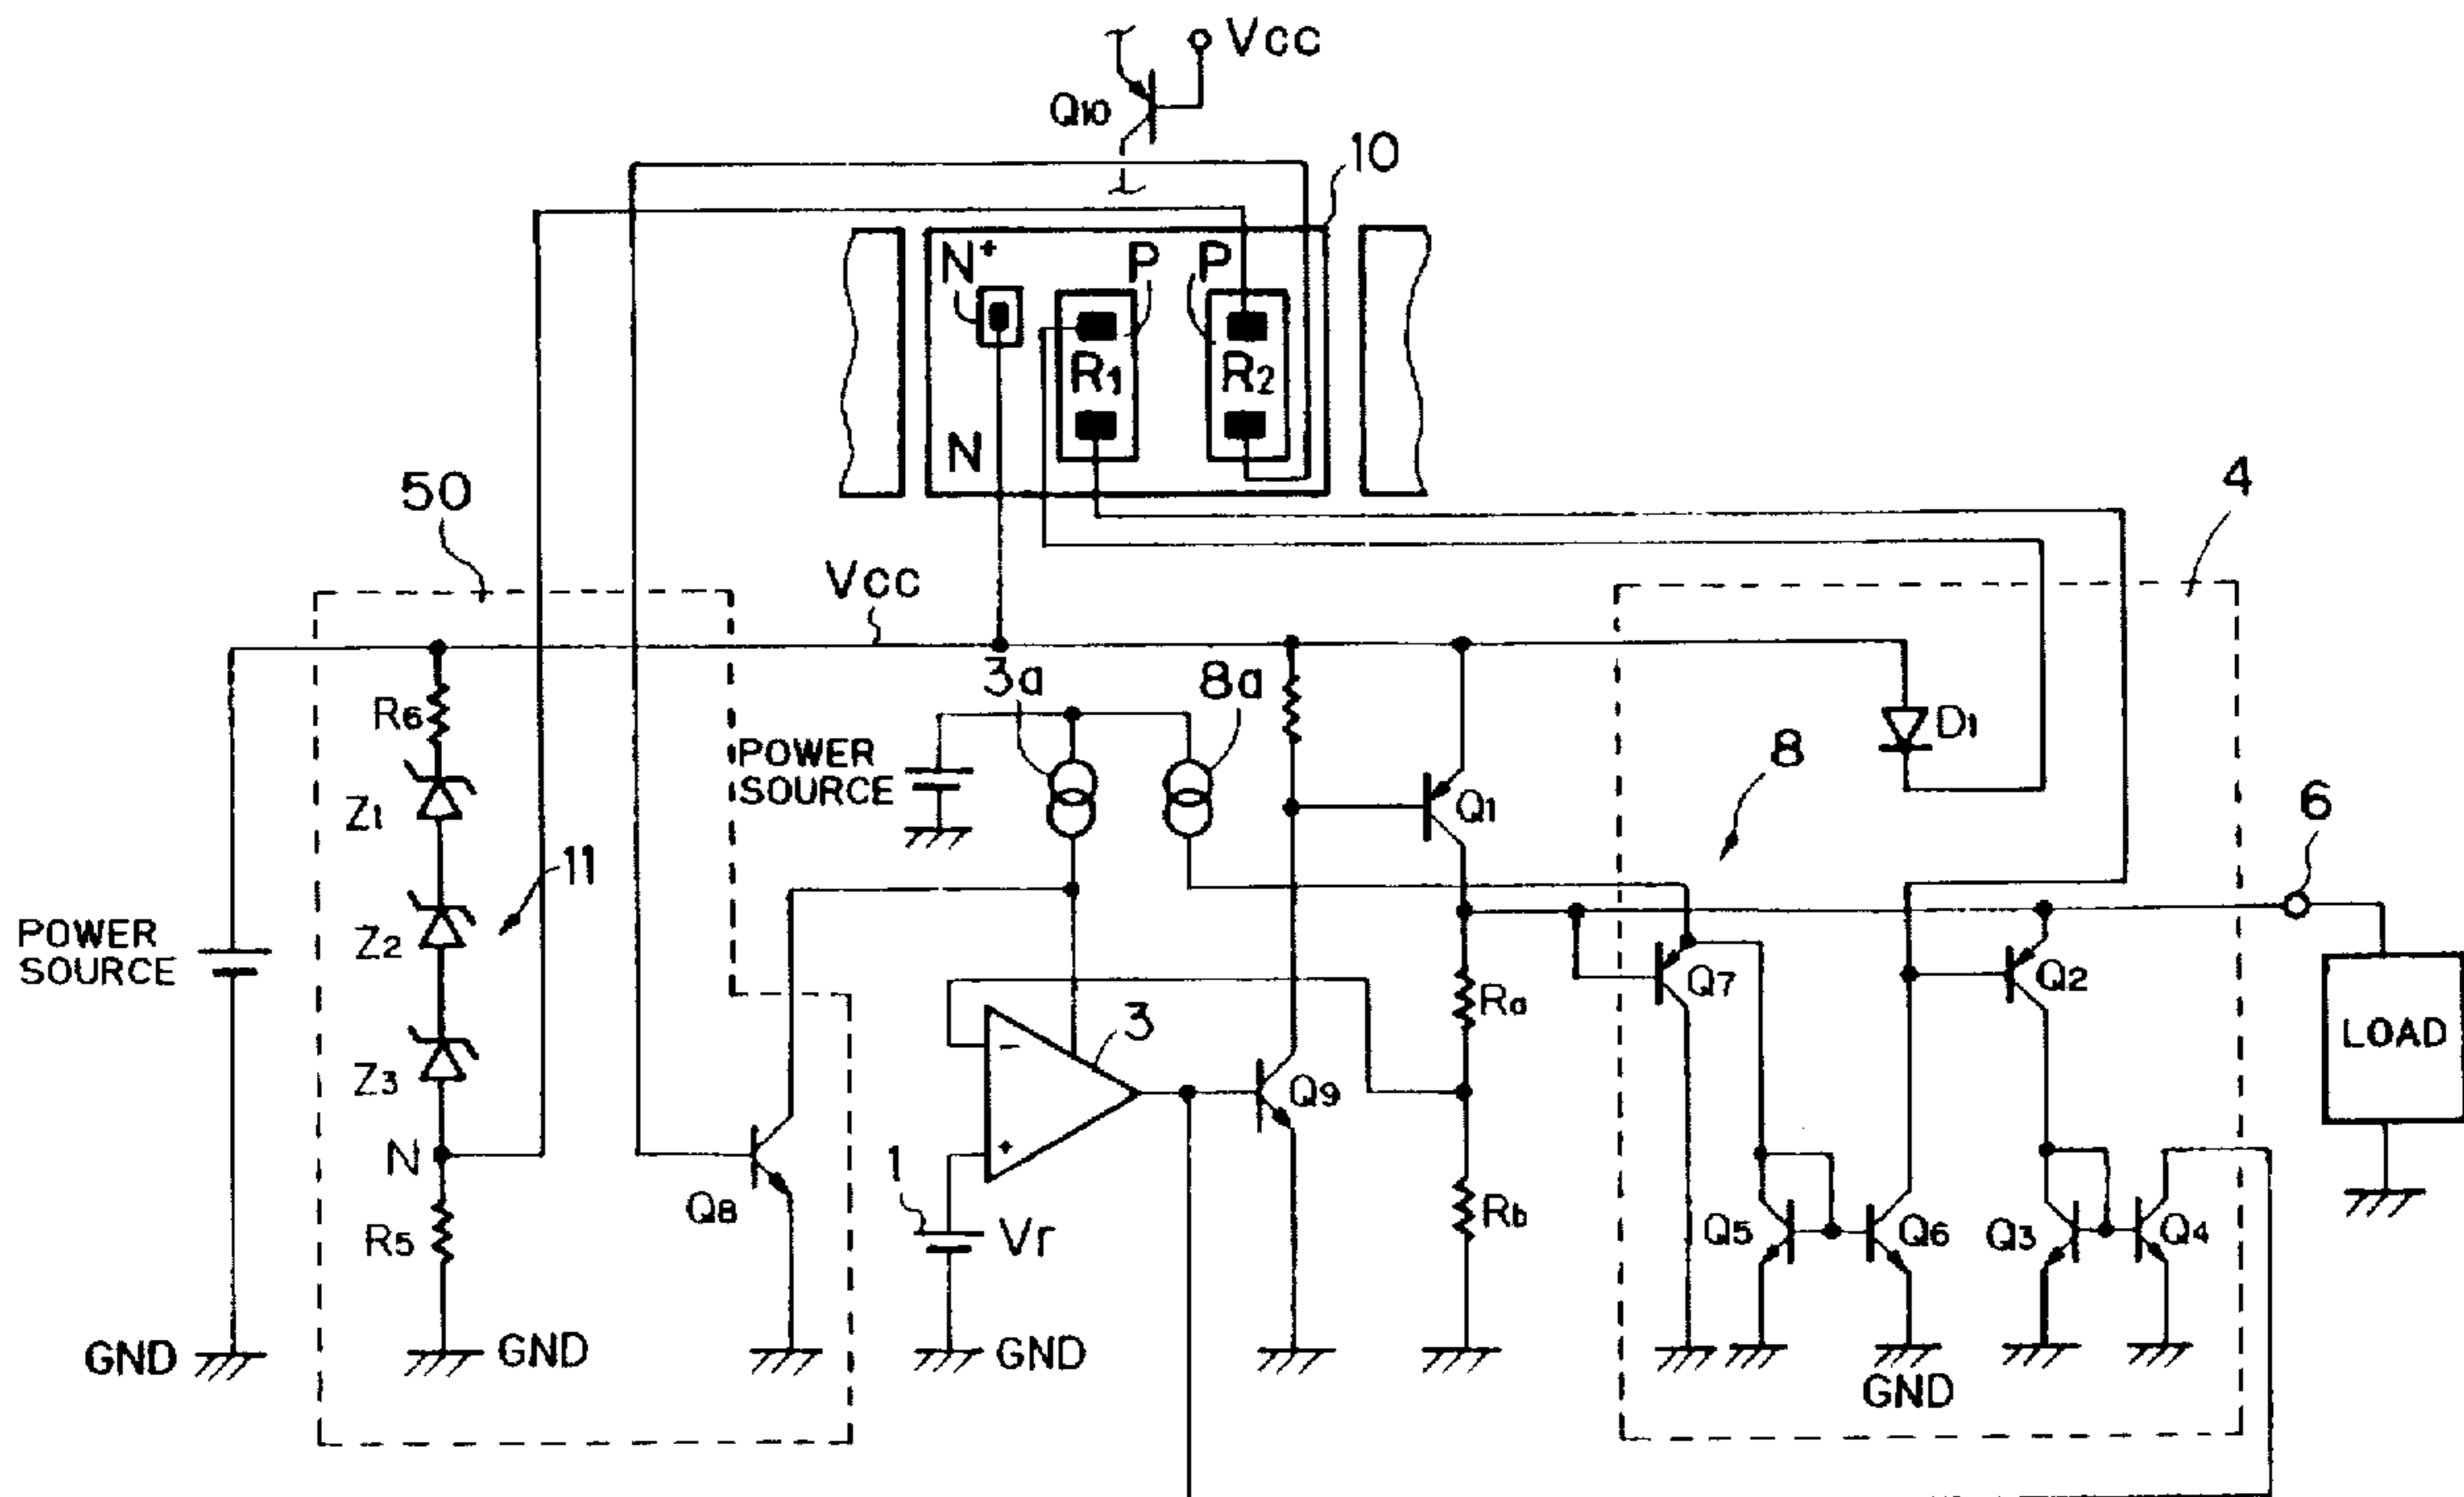 Vcc
Q10
10
N+
P
P
R1
R2
N
50
4
Vcc
3a
8a
R6
D1
POWER
SOURCE
8
Z1
Q1
6
11
POWER
SOURCE
Z2
Q7
Q2
Ra
3
LOAD
Z3
Q9
N
1
Q8
Vr
Rb
R5
Q5
Q6
Q3
Q4
-
+
GND
GND
GND
GND